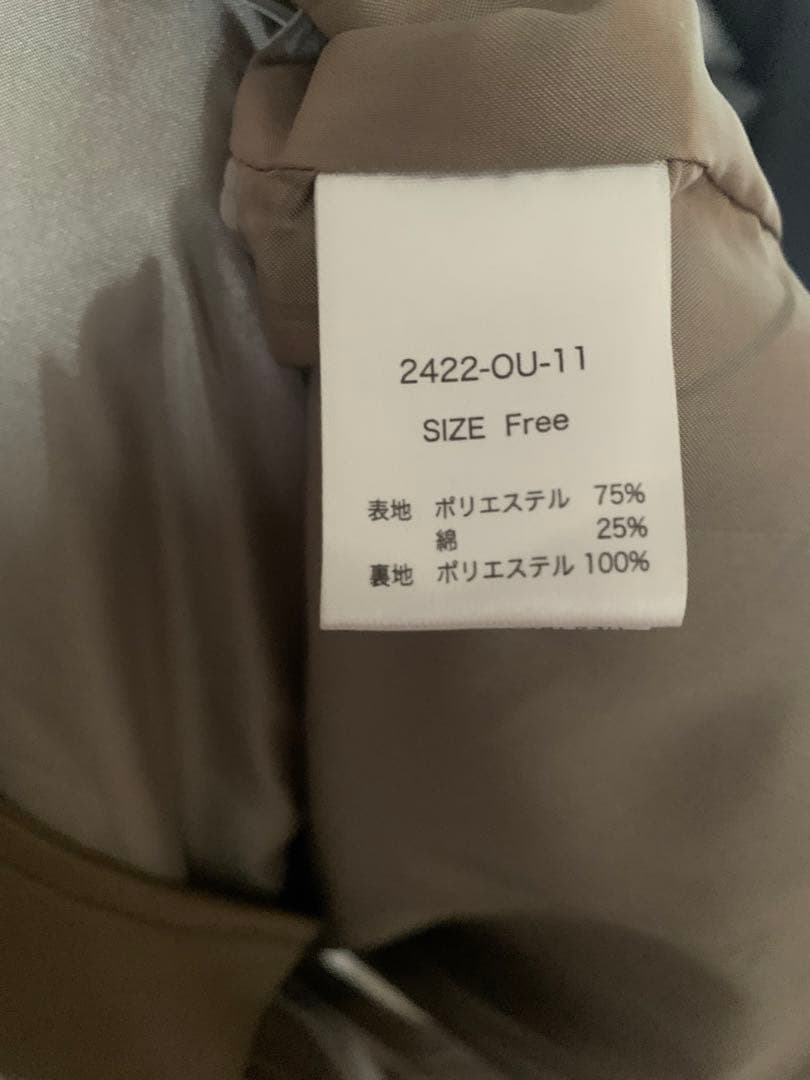 2422-OU-11
SIZE Free
表地 ポリエステル 75%
綿 25%
裏地 ポリエステル 100%